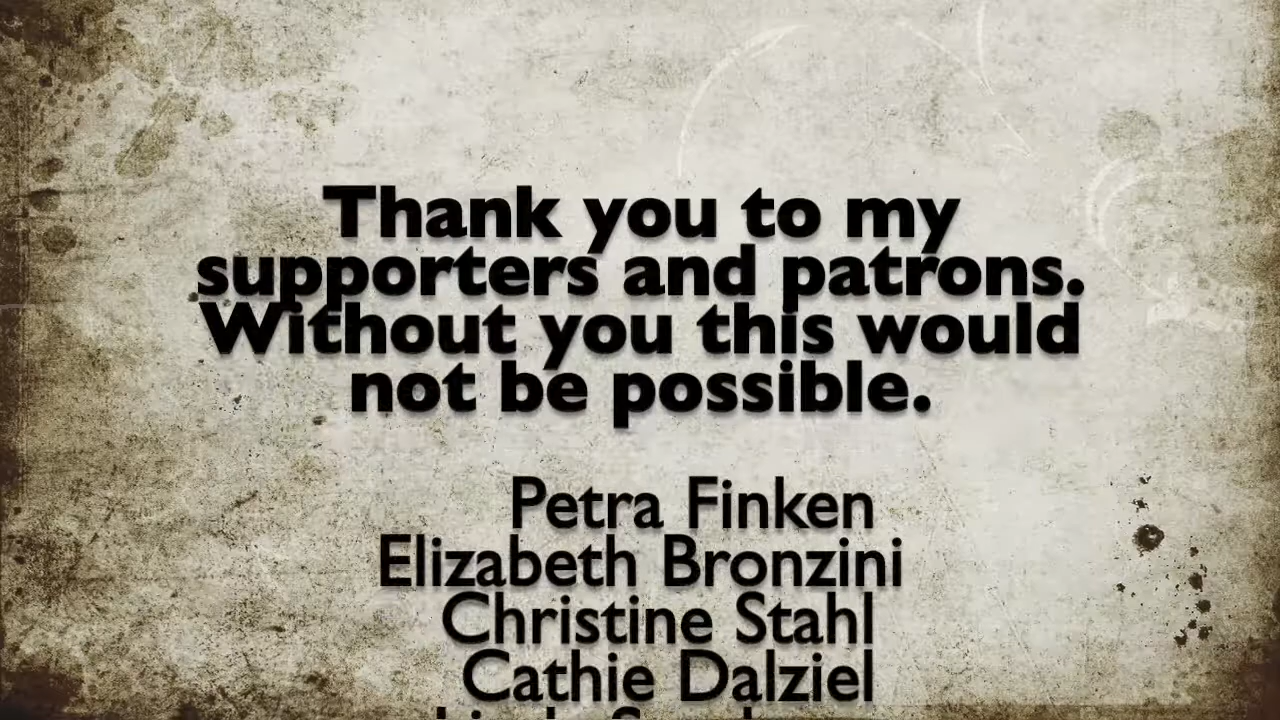 Thank you to my
supporters and patrons.
Without you this would
not be possible.
Petra Finken
Elizabeth Bronzini
Christine Stahl
Cathie Dalziel